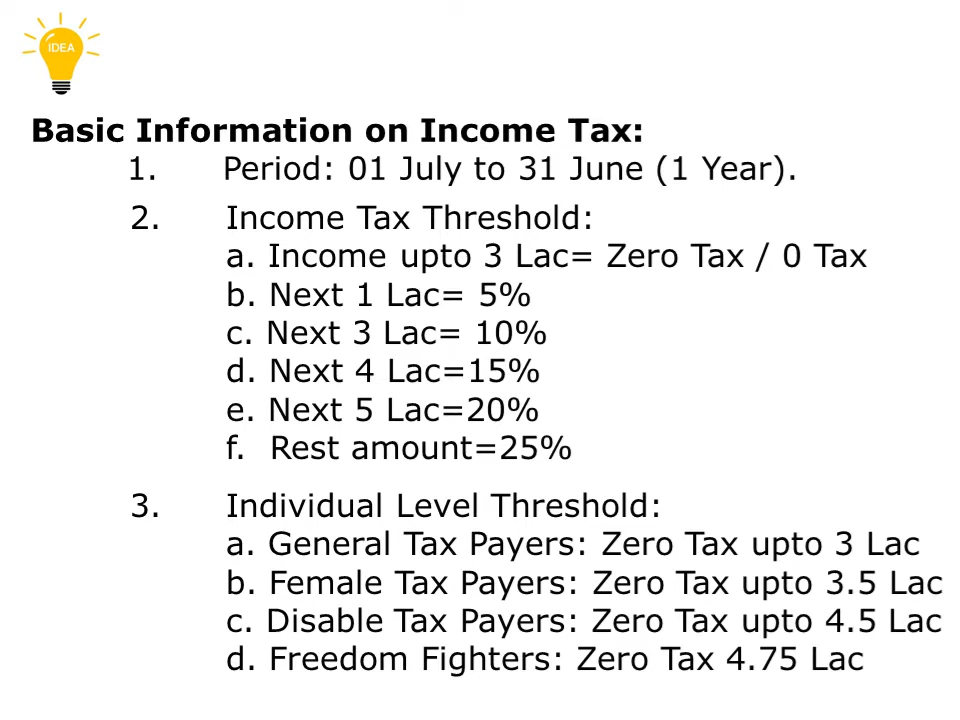 IDEA
Basic Information on Income Tax:
1. Period: 01 July to 31 June (1 Year).
2. Income Tax Threshold:
a. Income upto 3 Lac= Zero Tax / 0 Tax
b. Next 1 Lac= 5%
c. Next 3 Lac= 10%
d. Next 4 Lac=15%
e. Next 5 Lac=20%
f. Rest amount=25%
3. Individual Level Threshold:
a. General Tax Payers: Zero Tax upto 3 Lac
b. Female Tax Payers: Zero Tax upto 3.5 Lac
c. Disable Tax Payers: Zero Tax upto 4.5 Lac
d. Freedom Fighters: Zero Tax 4.75 Lac